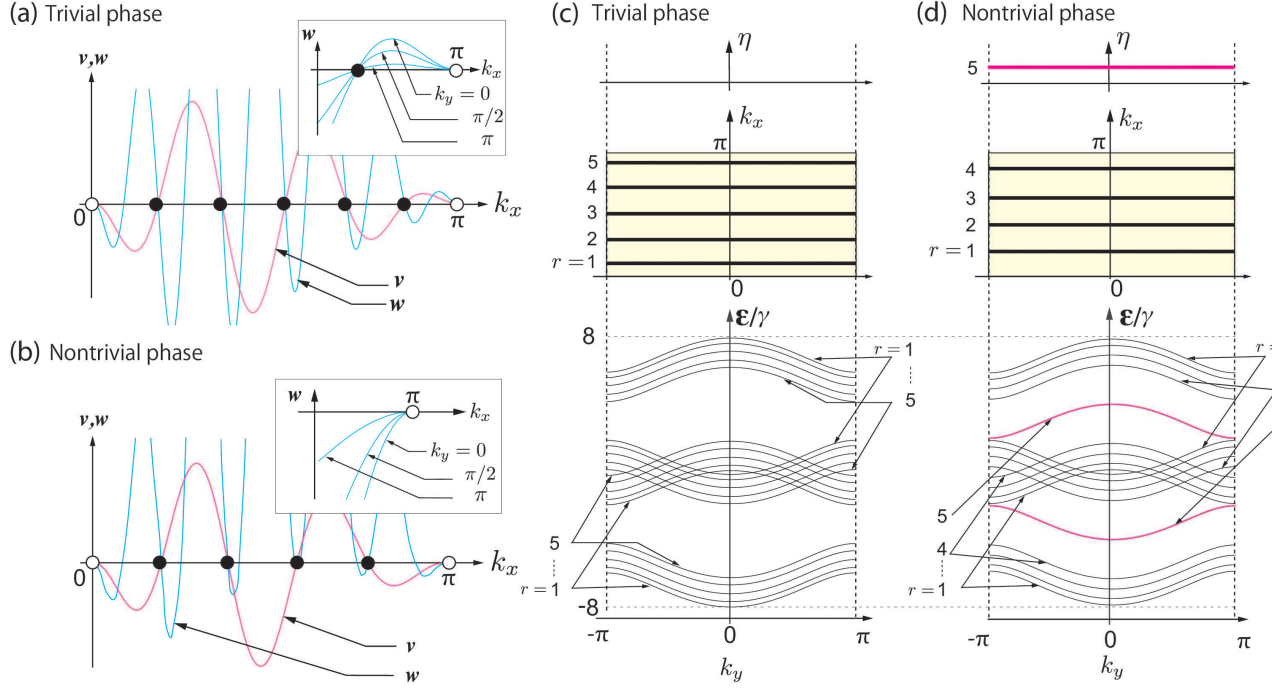 (a) Trivial phase
v,w
w
π
k_x
k_y = 0
π/2
π
0
π
k_x
v
w
(b) Nontrivial phase
v,w
w
π
k_x
k_y = 0
π/2
π
0
π
k_x
v
w
(c) Trivial phase
η
k_x
π
5
4
3
2
r = 1
0
ε/γ
8
r = 1
5
5
r = 1
-8
-π
0
π
k_y
(d) Nontrivial phase
η
5
k_x
π
4
3
2
r = 1
0
ε/γ
r =
5
4
r = 1
-π
0
π
k_y